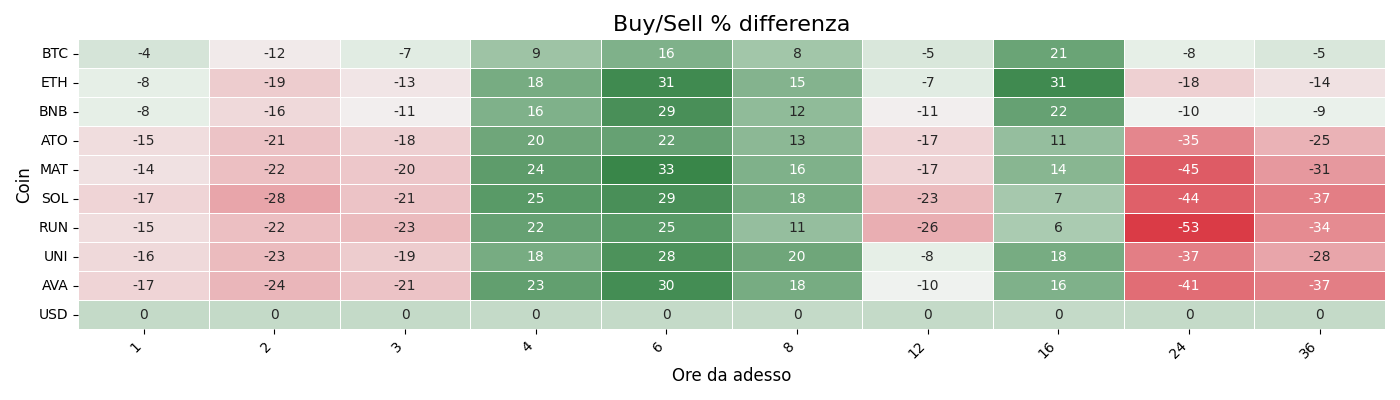 Buy/Sell % differenza
Coin
BTC -4 -12 -7 9 16 8 -5 21 -8 -5
ETH -8 -19 -13 18 31 15 -7 31 -18 -14
BNB -8 -16 -11 16 29 12 -11 22 -10 -9
ATO -15 -21 -18 20 22 13 -17 11 -35 -25
MAT -14 -22 -20 24 33 16 -17 14 -45 -31
SOL -17 -28 -21 25 29 18 -23 7 -44 -37
RUN -15 -22 -23 22 25 11 -26 6 -53 -34
UNI -16 -23 -19 18 28 20 -8 18 -37 -28
AVA -17 -24 -21 23 30 18 -10 16 -41 -37
USD 0 0 0 0 0 0 0 0 0 0
1 2 3 4 6 8 12 16 24 36
Ore da adesso